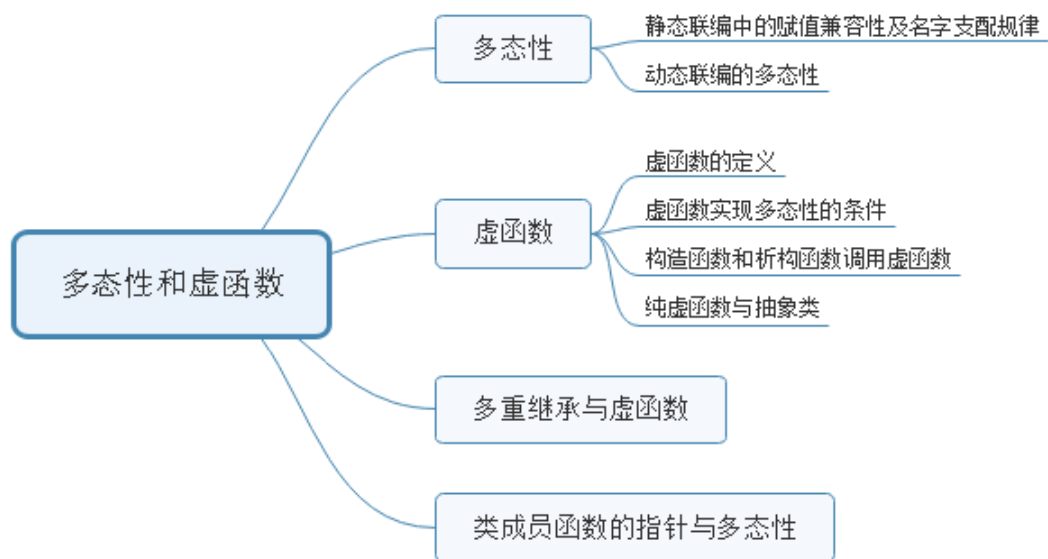 多态性和虚函数
多态性
静态联编中的赋值兼容性及名字支配规律
动态联编的多态性
虚函数
虚函数的定义
虚函数实现多态性的条件
构造函数和析构函数调用虚函数
纯虚函数与抽象类
多重继承与虚函数
类成员函数的指针与多态性